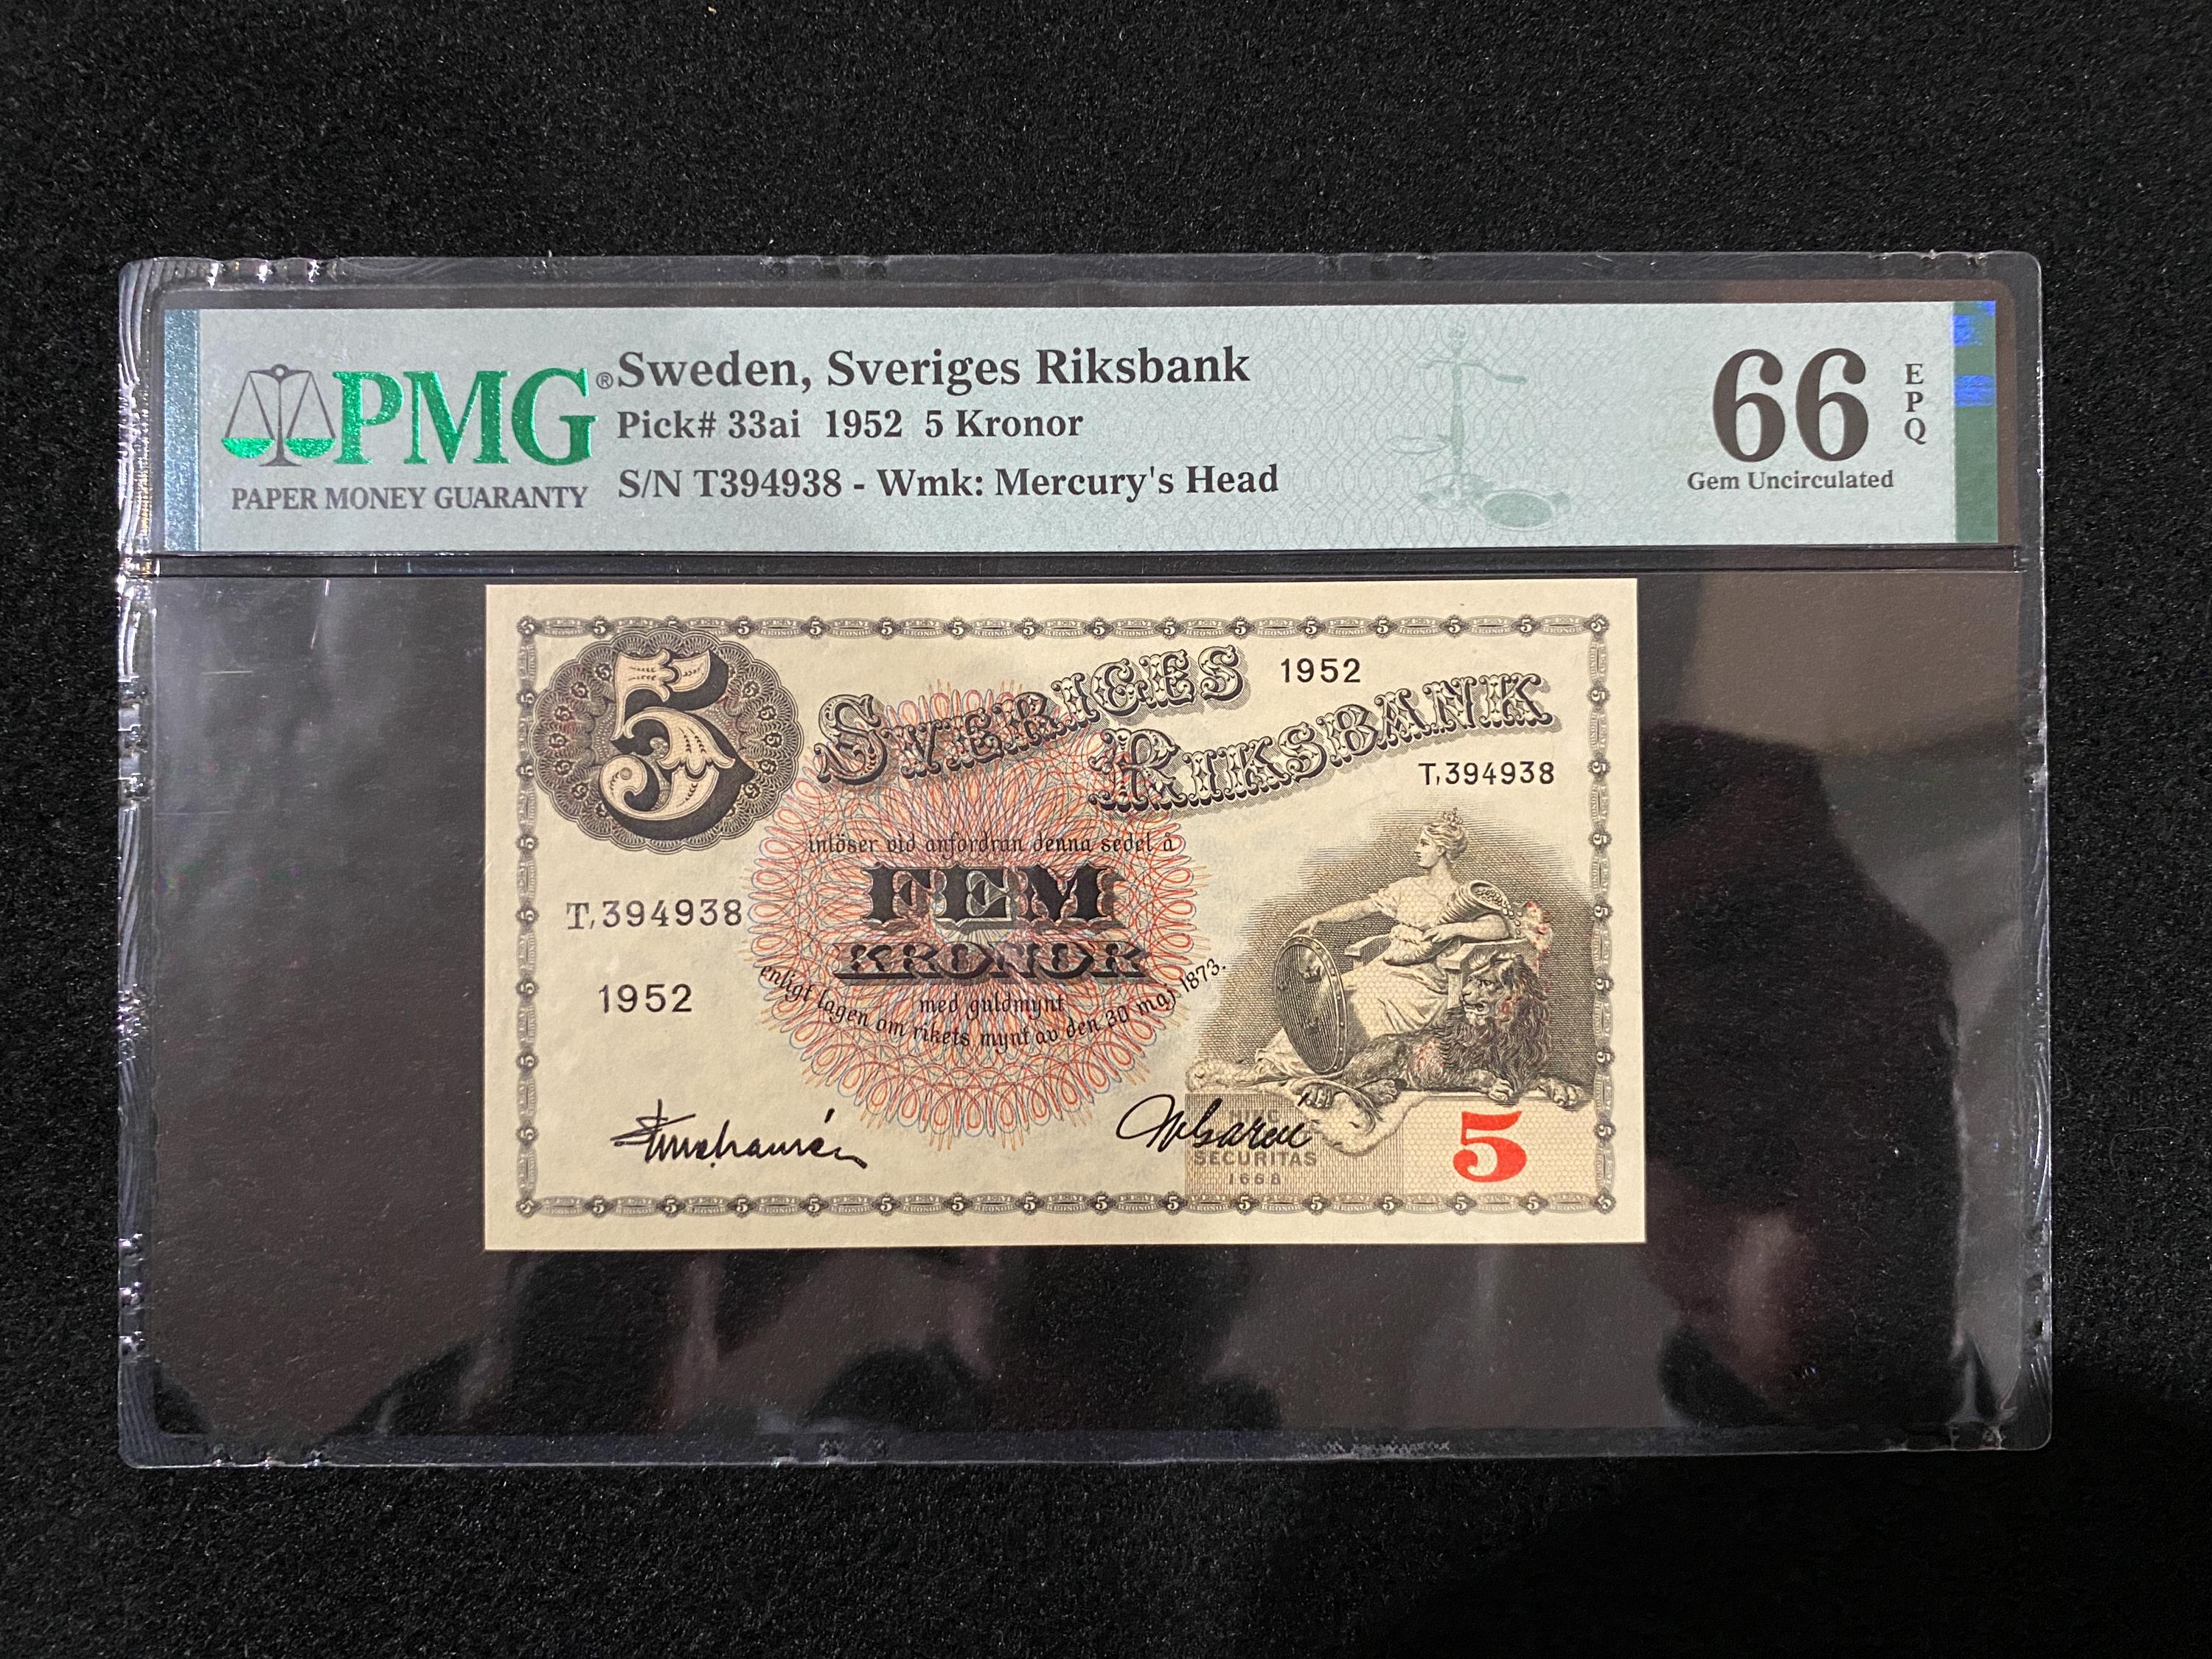 PMG®
PAPER MONEY GUARANTY
Sweden, Sveriges Riksbank
Pick# 33ai 1952 5 Kronor
S/N T394938 - Wmk: Mercury's Head
66
EPQ
Gem Uncirculated
5
SVERIGES
1952
RIKSBANK
T,394938
inlöser vid anfordran denna sedel å
FEM
KRONOR
med guldmynt
enligt lagen om rikets mynt av den 30 maj 1873.
T,394938
1952
HINC
SECURITAS
1668
5